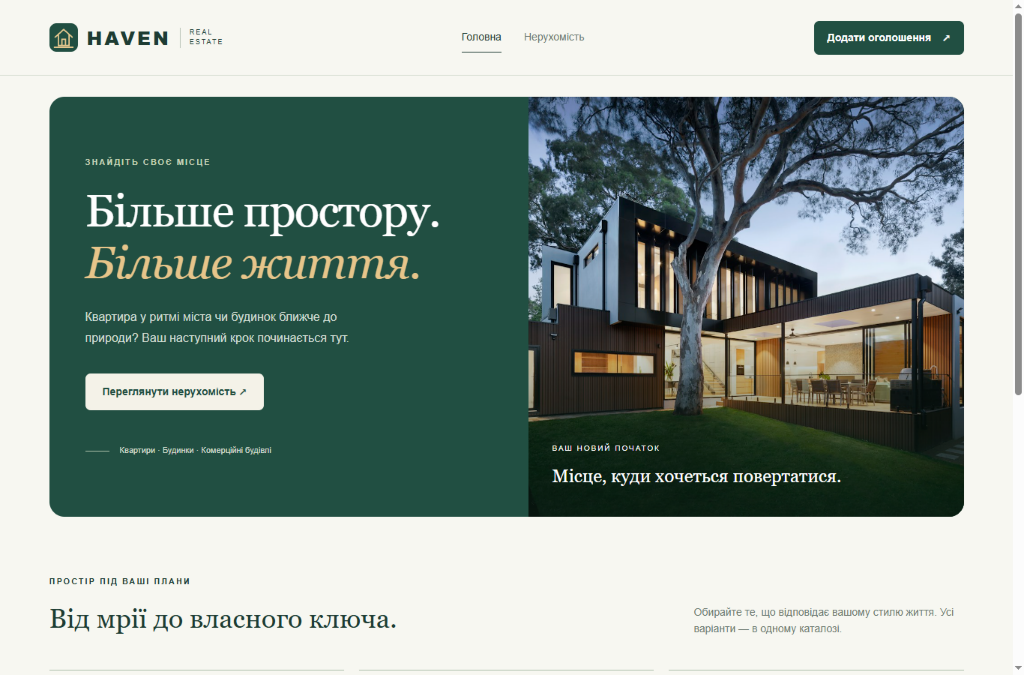 HAVEN
REAL
ESTATE
Головна
Нерухомість
Додати оголошення ↗
ЗНАЙДІТЬ СВОЄ МІСЦЕ
Більше простору.
Більше життя.
Квартира у ритмі міста чи будинок ближче до
природи? Ваш наступний крок починається тут.
Переглянути нерухомість ↗
Квартири · Будинки · Комерційні будівлі
ВАШ НОВИЙ ПОЧАТОК
Місце, куди хочеться повертатися.
ПРОСТІР ПІД ВАШІ ПЛАНИ
Від мрії до власного ключа.
Обирайте те, що відповідає вашому стилю життя. Усі
варіанти — в одному каталозі.